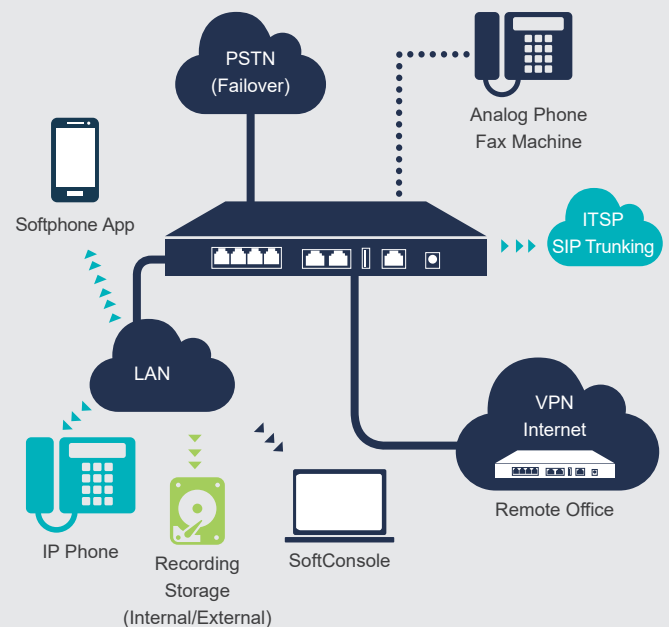 PSTN
(Failover)
Analog Phone
Fax Machine
Softphone App
ITSP
SIP Trunking
LAN
VPN
Internet
Remote Office
IP Phone
Recording
Storage
(Internal/External)
SoftConsole